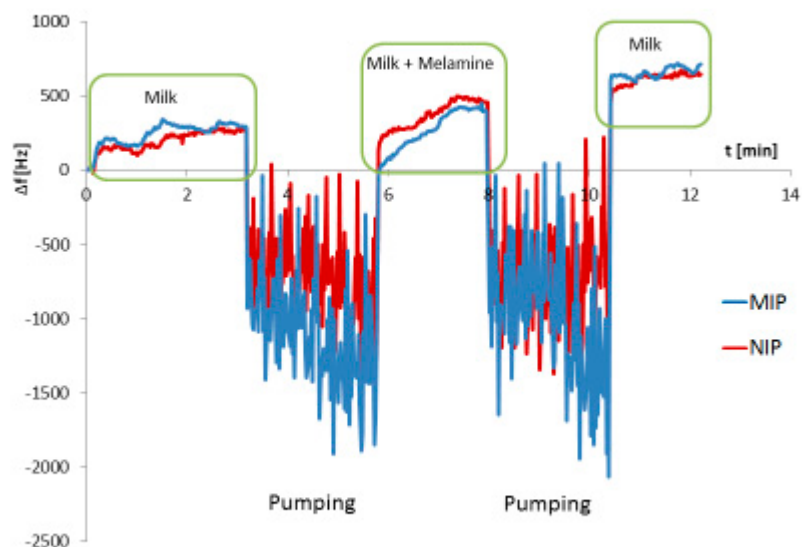 1000
500
0
-500
-1000
-1500
-2000
-2500
Δf [Hz]
0 2 4 6 8 10 12 14
t [min]
Milk
Milk + Melamine
Milk
Pumping
Pumping
MIP
NIP